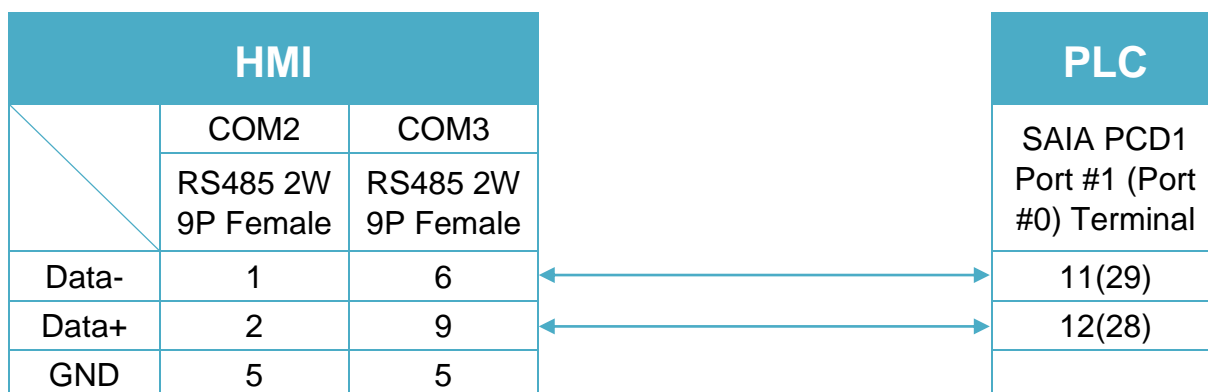 HMI PLC
COM2 COM3
SAIA PCD1
Port #1 (Port
#0) Terminal
RS485 2W
9P Female
RS485 2W
9P Female
Data- 1 6 11(29)
Data+ 2 9 12(28)
GND 5 5